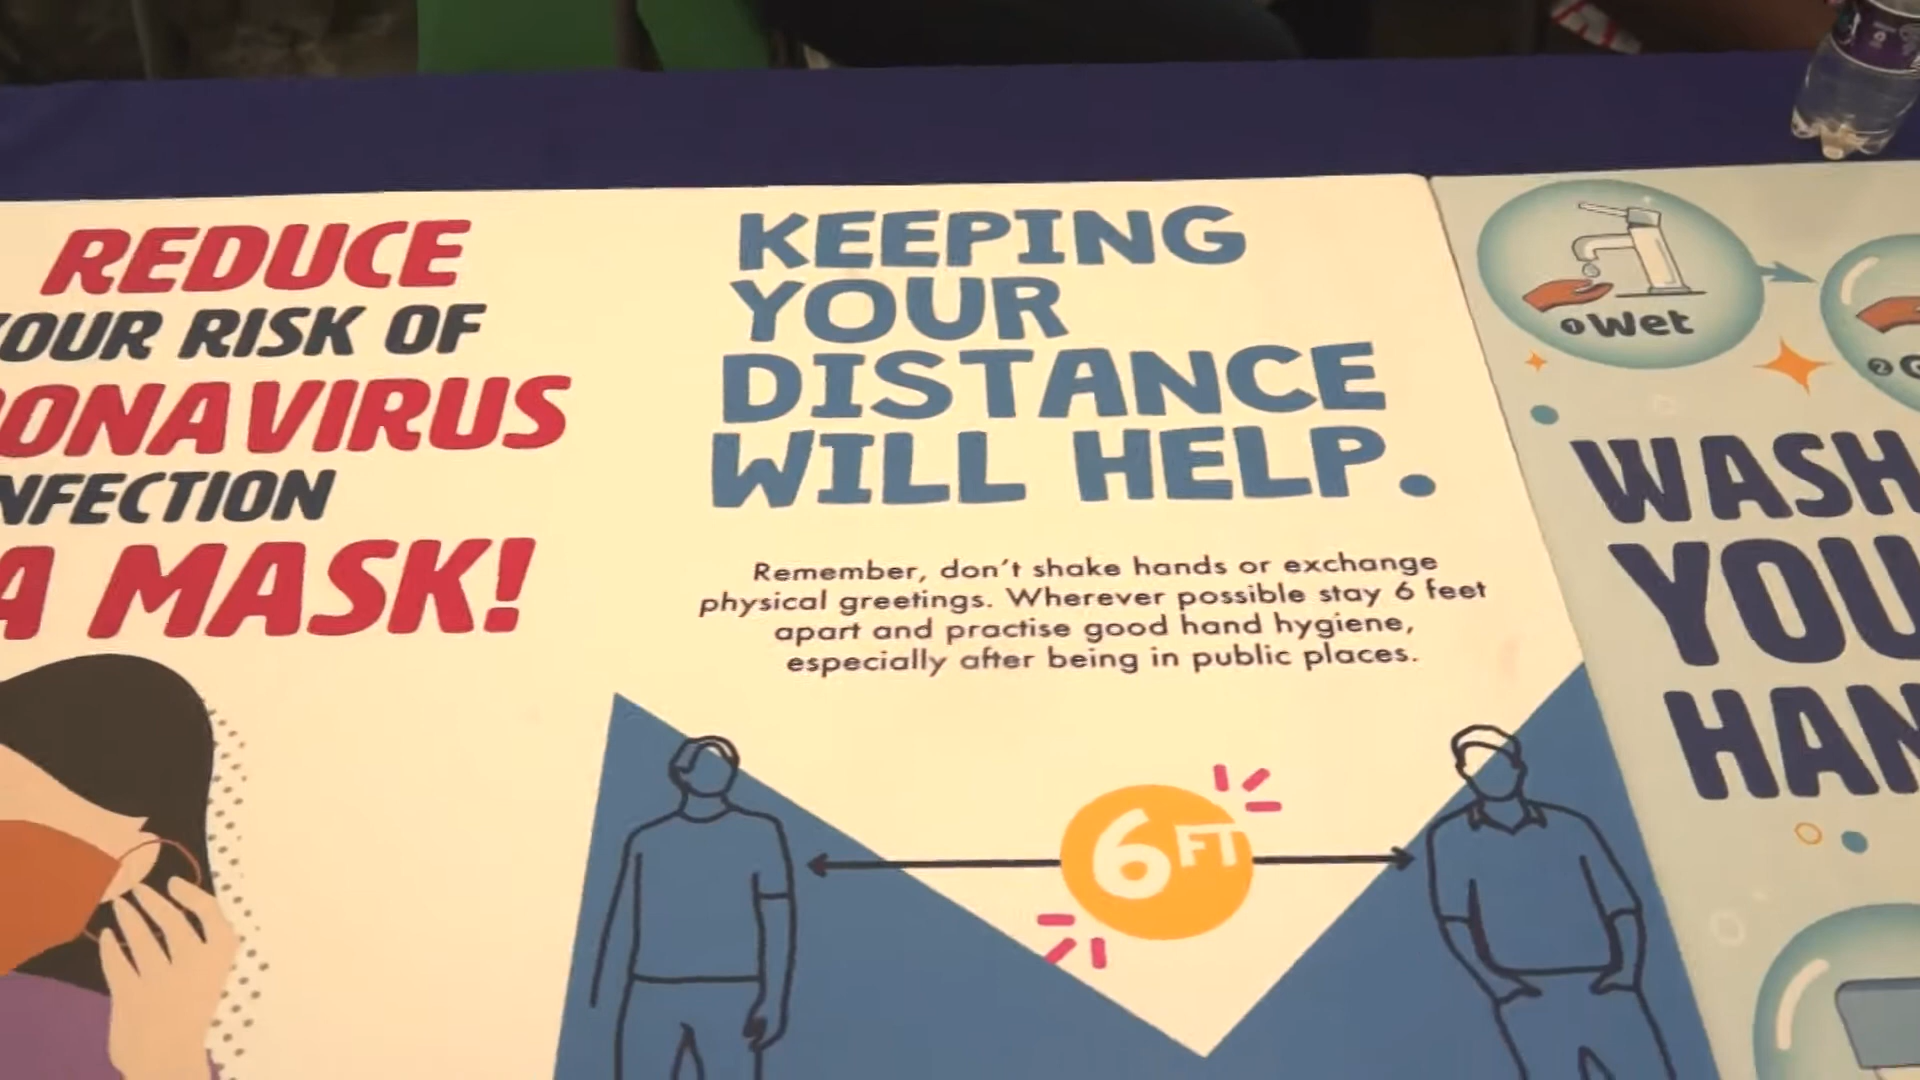 REDUCE
OUR RISK OF
ONAVIRUS
NFECTION
A MASK!
KEEPING
YOUR
DISTANCE
WILL HELP.
Remember, don't shake hands or exchange
physical greetings. Wherever possible stay 6 feet
apart and practise good hand hygiene,
especially after being in public places.
6FT
1 Wet
2
WASH
YOU
HAN